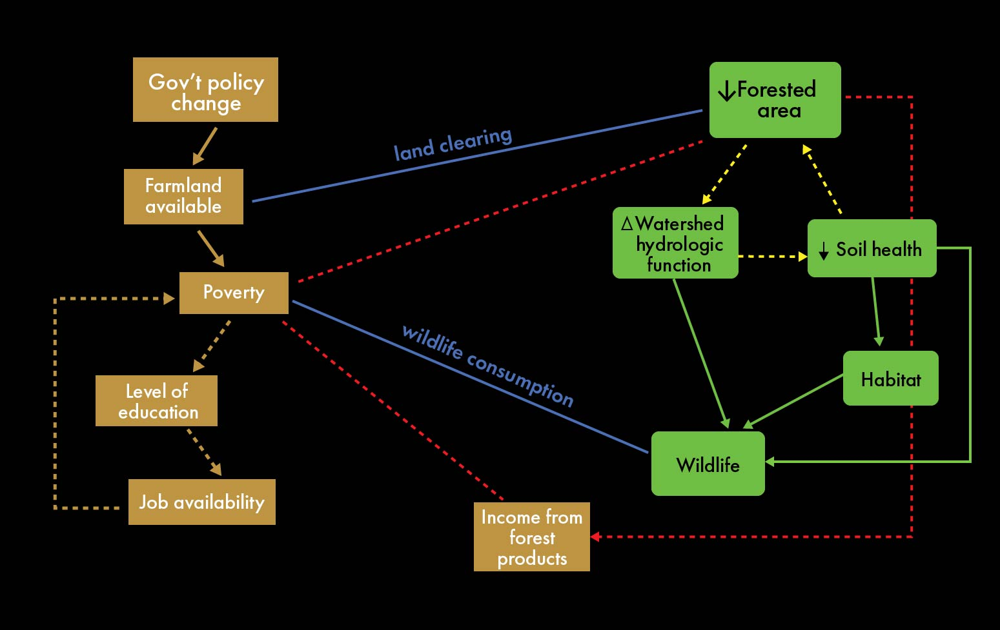 Gov’t policy
change
Farmland
available
Poverty
Level of
education
Job availability
land clearing
wildlife consumption
Income from
forest
products
↓Forested
area
△Watershed
hydrologic
function
↓ Soil health
Habitat
Wildlife